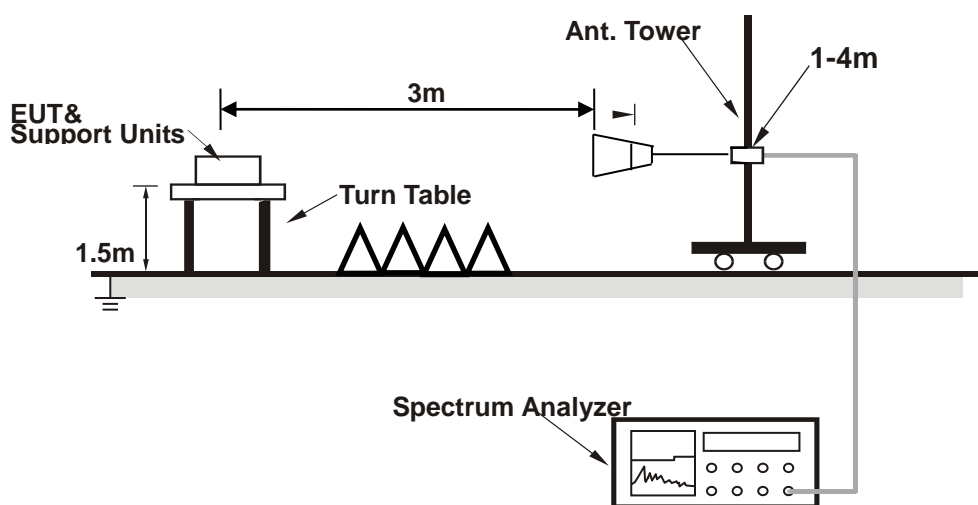 Ant. Tower
1-4m
3m
EUT&
Support Units
Turn Table
1.5m
Spectrum Analyzer